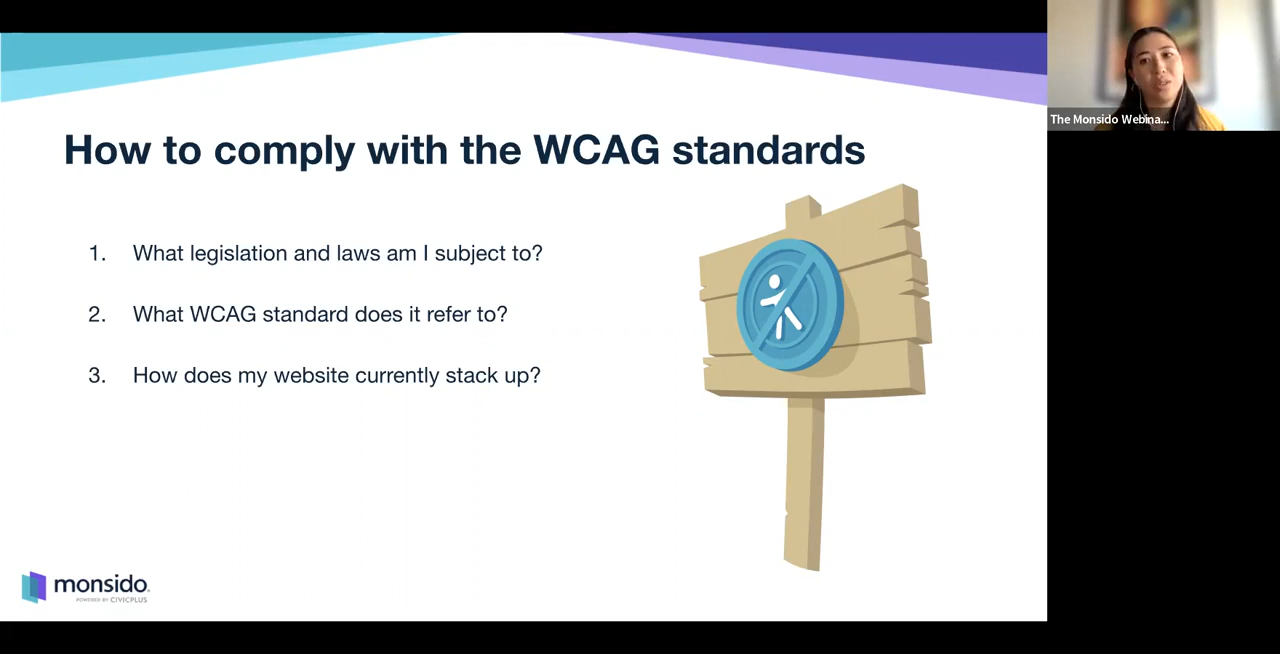 How to comply with the WCAG standards
1. What legislation and laws am I subject to?
2. What WCAG standard does it refer to?
3. How does my website currently stack up?
monsido
POWERED BY CIVICPLUS
The Monsido Webina...